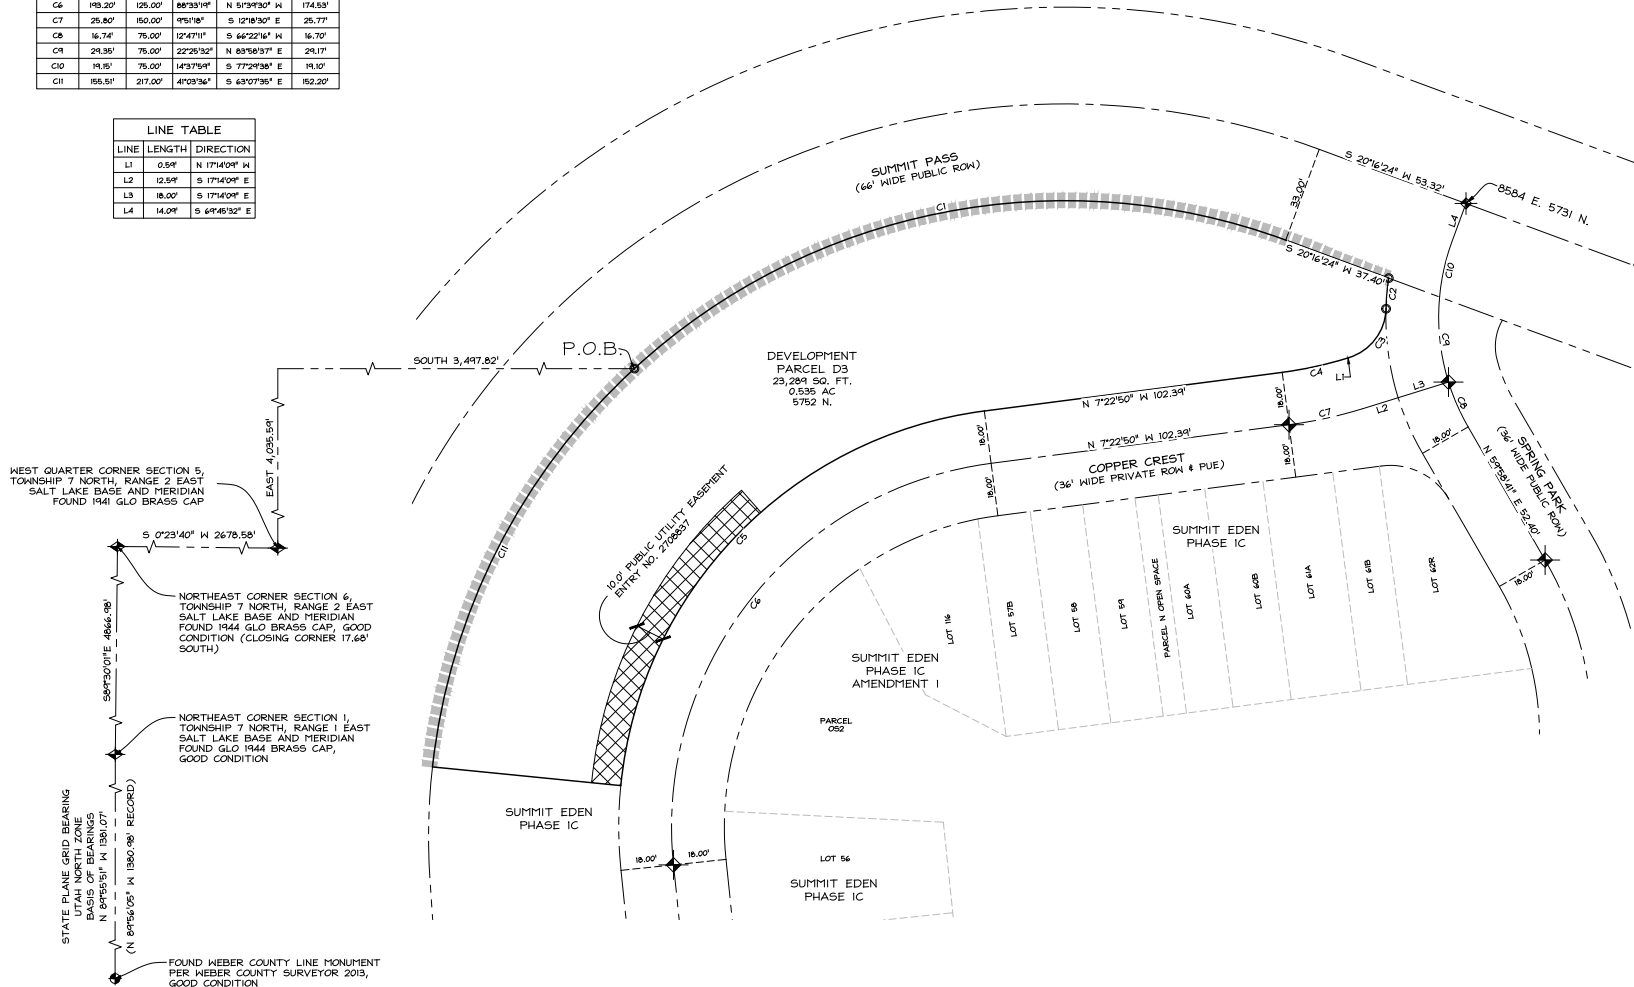 C6 193.20' 125.00' 88°33'19" N 51°39'30" W 174.53'
C7 25.80' 150.00' 9°51'18" S 12°18'30" E 25.77'
C8 16.74' 75.00' 12°47'11" S 66°22'16" W 16.70'
C9 29.35' 75.00' 22°25'32" N 83°58'37" E 29.17'
C10 19.15' 75.00' 14°37'59" S 77°29'38" E 19.10'
C11 155.51' 217.00' 41°03'36" S 63°07'35" E 152.20'
LINE TABLE
LINE LENGTH DIRECTION
L1 0.59' N 17°14'09" W
L2 12.59' S 17°14'09" E
L3 18.00' S 17°14'09" E
L4 14.09' S 69°45'32" E
SUMMIT PASS
(66' WIDE PUBLIC ROW)
C1
33.00'
S 20°16'24" W 53.32'
8584 E. 5731 N.
L4
C10
S 20°16'24" W 37.40'
C2
C3
C9
P.O.B.
SOUTH 3,497.82'
EAST 4,035.59'
DEVELOPMENT
PARCEL D3
23,289 SQ. FT.
0.535 AC
5752 N.
C4
L1
L3
N 7°22'50" W 102.39'
18.00'
C7
L2
C8
18.00'
N 7°22'50" W 102.39'
18.00'
18.00'
18.00'
COPPER CREST
(36' WIDE PRIVATE ROW & PUE)
SPRING PARK
(36' WIDE PUBLIC ROW)
N 59°58'41" E 52.40'
18.00'
WEST QUARTER CORNER SECTION 5,
TOWNSHIP 7 NORTH, RANGE 2 EAST
SALT LAKE BASE AND MERIDIAN
FOUND 1941 GLO BRASS CAP
S 0°23'40" W 2678.58'
10.0' PUBLIC UTILITY EASEMENT
ENTRY NO. 2708837
C11
C5
C6
SUMMIT EDEN
PHASE 1C
LOT 116
LOT 57B
LOT 58
LOT 59
PARCEL N OPEN SPACE
LOT 60A
LOT 60B
LOT 61A
LOT 61B
LOT 62R
NORTHEAST CORNER SECTION 6,
TOWNSHIP 7 NORTH, RANGE 2 EAST
SALT LAKE BASE AND MERIDIAN
FOUND 1944 GLO BRASS CAP, GOOD
CONDITION (CLOSING CORNER 17.68'
SOUTH)
S89°30'01"E 4866.98'
SUMMIT EDEN
PHASE 1C
AMENDMENT 1
PARCEL
OS2
NORTHEAST CORNER SECTION 1,
TOWNSHIP 7 NORTH, RANGE 1 EAST
SALT LAKE BASE AND MERIDIAN
FOUND GLO 1944 BRASS CAP,
GOOD CONDITION
SUMMIT EDEN
PHASE 1C
18.00'
18.00'
LOT 56
SUMMIT EDEN
PHASE 1C
STATE PLANE GRID BEARING
UTAH NORTH ZONE
BASIS OF BEARINGS
N 89°55'51" W 1381.07'
(N 89°56'05" W 1380.98' RECORD)
FOUND WEBER COUNTY LINE MONUMENT
PER WEBER COUNTY SURVEYOR 2013,
GOOD CONDITION